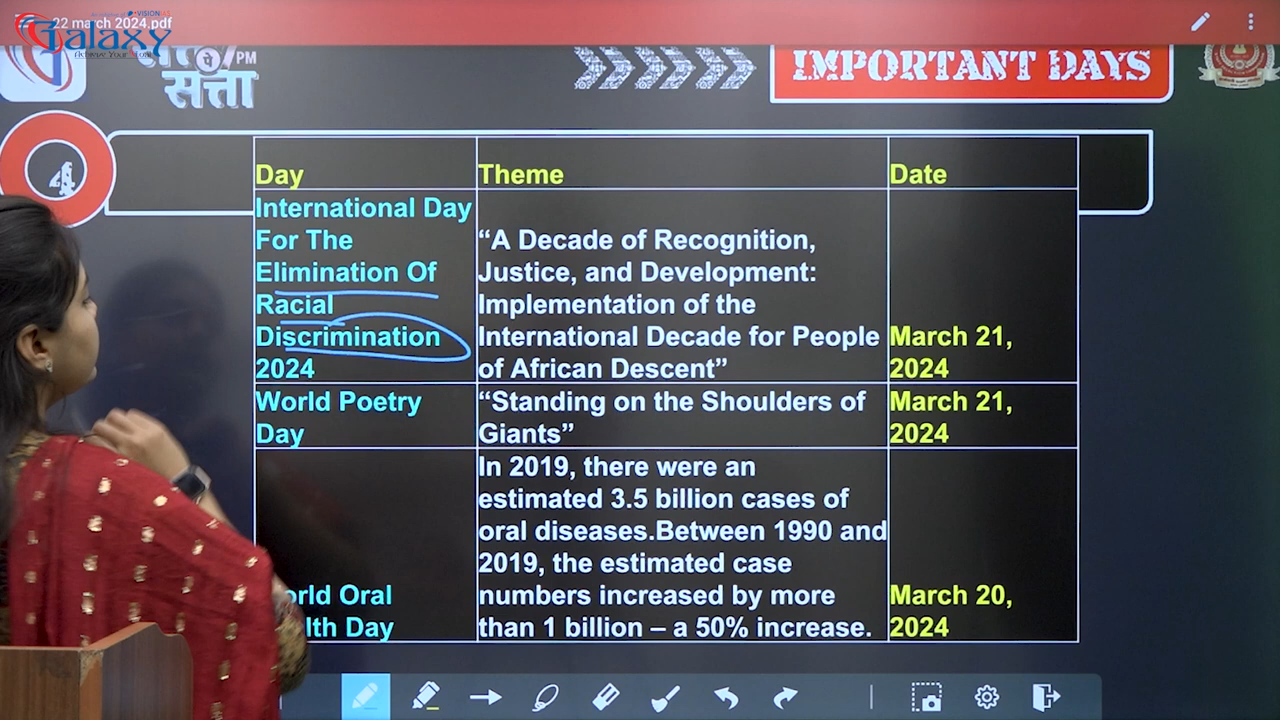 22 march 2024.pdf
VISION
Galaxy
PM
सत्ता
IMPORTANT DAYS
4
Day Theme Date
International Day For The Elimination Of Racial Discrimination 2024
“A Decade of Recognition,
Justice, and Development:
Implementation of the
International Decade for People
of African Descent”
March 21,
2024
World Poetry
Day
“Standing on the Shoulders of
Giants”
March 21,
2024
Oral
Day
In 2019, there were an
estimated 3.5 billion cases of
oral diseases.Between 1990 and
2019, the estimated case
numbers increased by more
than 1 billion – a 50% increase.
March 20,
2024